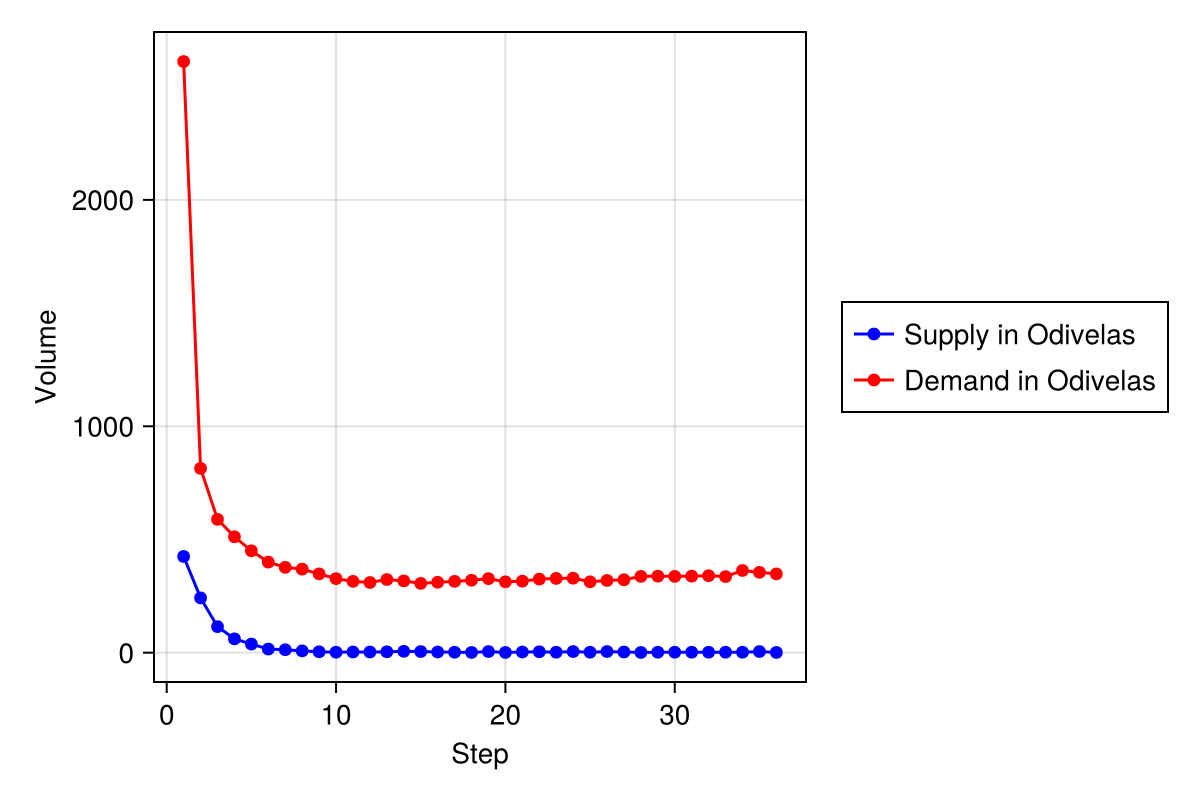 2000
1000
0
Volume
0 10 20 30
Step
Supply in Odivelas
Demand in Odivelas